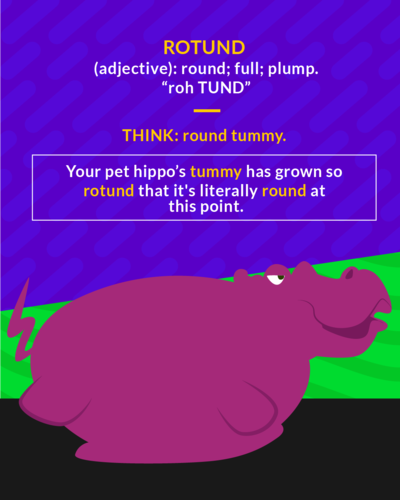 ROTUND
(adjective): round; full; plump.
“roh TUND”
THINK: round tummy.
Your pet hippo’s tummy has grown so
rotund that it's literally round at
this point.